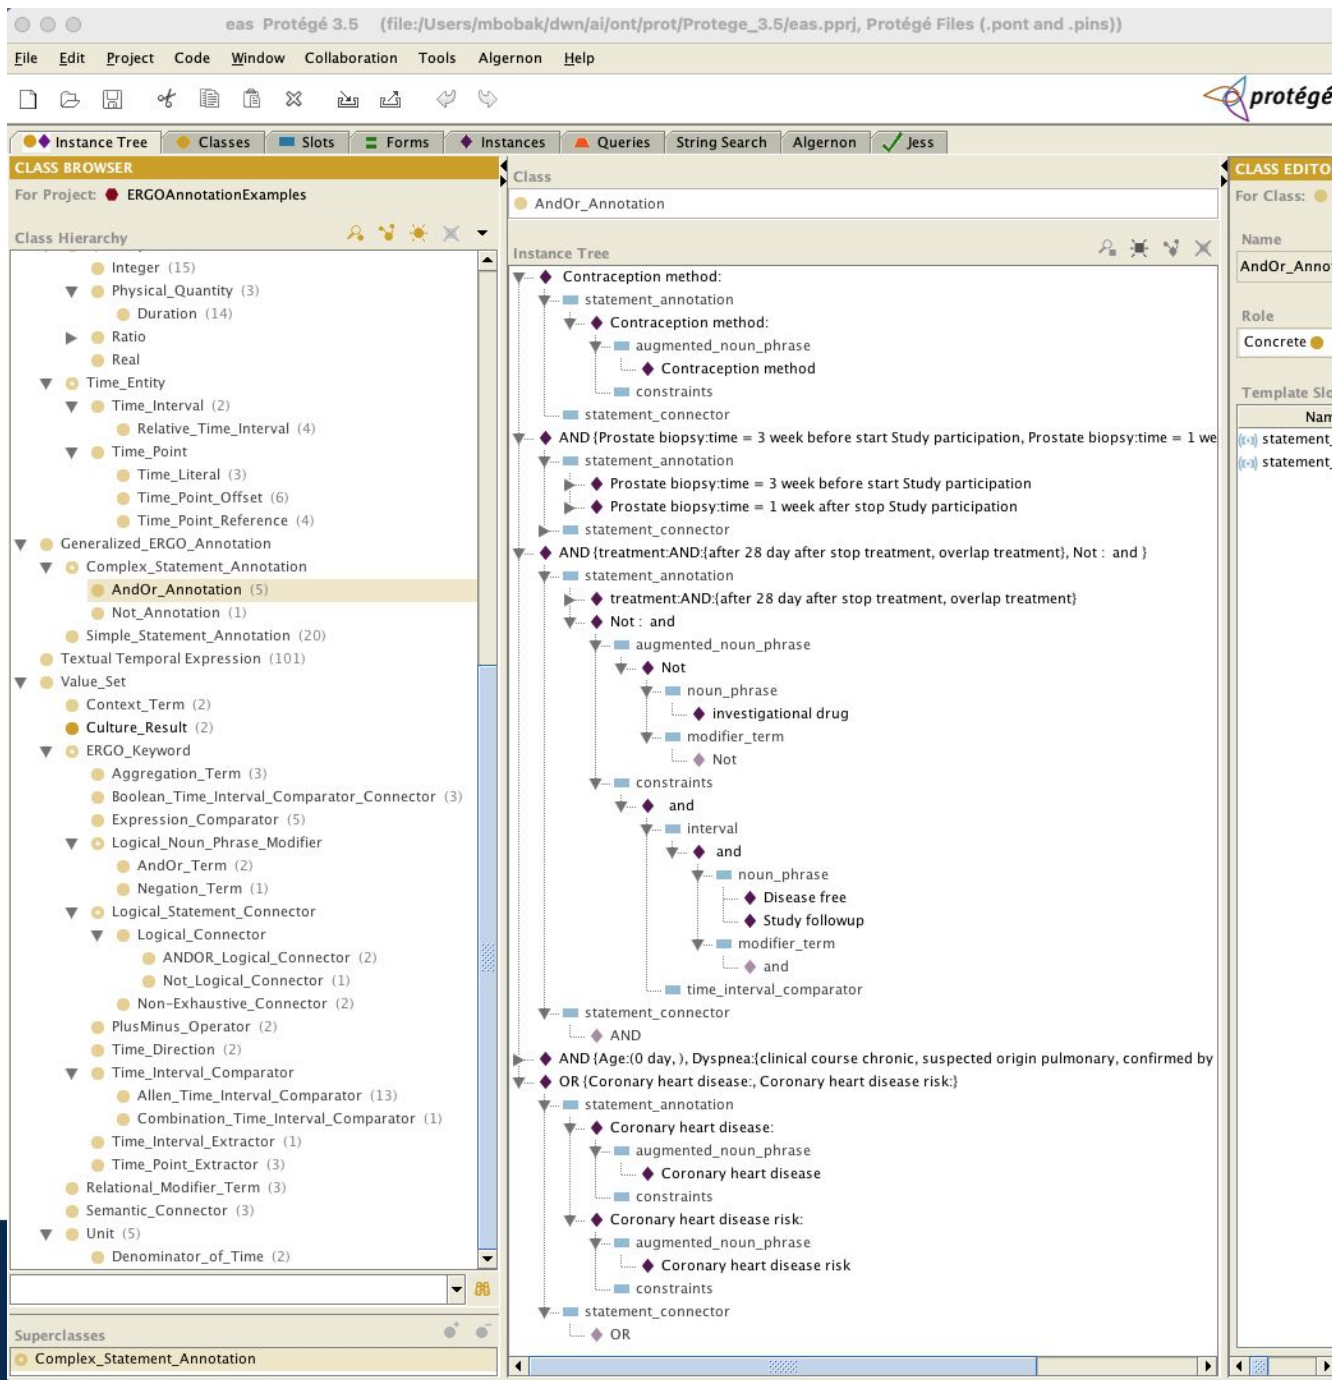 eas Protégé 3.5 (file:/Users/mbobak/dwn/ai/ont/prot/Protege_3.5/eas.pprj, Protégé Files (.pont and .pins))
File Edit Project Code Window Collaboration Tools Algernon Help
protégé
Instance Tree Classes Slots Forms Instances Queries String Search Algernon Jess
CLASS BROWSER
For Project: ERGOAnnotationExamples
Class Hierarchy
Integer (15)
Physical_Quantity (3)
Duration (14)
Ratio
Real
Time_Entity
Time_Interval (2)
Relative_Time_Interval (4)
Time_Point
Time_Literal (3)
Time_Point_Offset (6)
Time_Point_Reference (4)
Generalized_ERGO_Annotation
Complex_Statement_Annotation
AndOr_Annotation (5)
Not_Annotation (1)
Simple_Statement_Annotation (20)
Textual Temporal Expression (101)
Value_Set
Context_Term (2)
Culture_Result (2)
ERGO_Keyword
Aggregation_Term (3)
Boolean_Time_Interval_Comparator_Connector (3)
Expression_Comparator (5)
Logical_Noun_Phrase_Modifier
AndOr_Term (2)
Negation_Term (1)
Logical_Statement_Connector
Logical_Connector
ANDOR_Logical_Connector (2)
Not_Logical_Connector (1)
Non-Exhaustive_Connector (2)
PlusMinus_Operator (2)
Time_Direction (2)
Time_Interval_Comparator
Allen_Time_Interval_Comparator (13)
Combination_Time_Interval_Comparator (1)
Time_Interval_Extractor (1)
Time_Point_Extractor (3)
Relational_Modifier_Term (3)
Semantic_Connector (3)
Unit (5)
Denominator_of_Time (2)
Superclasses
Complex_Statement_Annotation
Class
AndOr_Annotation
Instance Tree
Contraception method:
statement_annotation
Contraception method:
augmented_noun_phrase
Contraception method
constraints
statement_connector
AND {Prostate biopsy:time = 3 week before start Study participation, Prostate biopsy:time = 1 we
statement_annotation
Prostate biopsy:time = 3 week before start Study participation
Prostate biopsy:time = 1 week after stop Study participation
statement_connector
AND {treatment:AND:{after 28 day after stop treatment, overlap treatment}, Not : and }
statement_annotation
treatment:AND:{after 28 day after stop treatment, overlap treatment}
Not : and
augmented_noun_phrase
Not
noun_phrase
investigational drug
modifier_term
Not
constraints
and
interval
and
noun_phrase
Disease free
Study followup
modifier_term
and
time_interval_comparator
statement_connector
AND
AND {Age:(0 day, ), Dyspnea:{clinical course chronic, suspected origin pulmonary, confirmed by
OR {Coronary heart disease:, Coronary heart disease risk:}
statement_annotation
Coronary heart disease:
augmented_noun_phrase
Coronary heart disease
constraints
Coronary heart disease risk:
augmented_noun_phrase
Coronary heart disease risk
constraints
statement_connector
OR
CLASS EDITO
For Class:
Name
AndOr_Anno
Role
Concrete
Template Slo
Nam
statement_
statement_